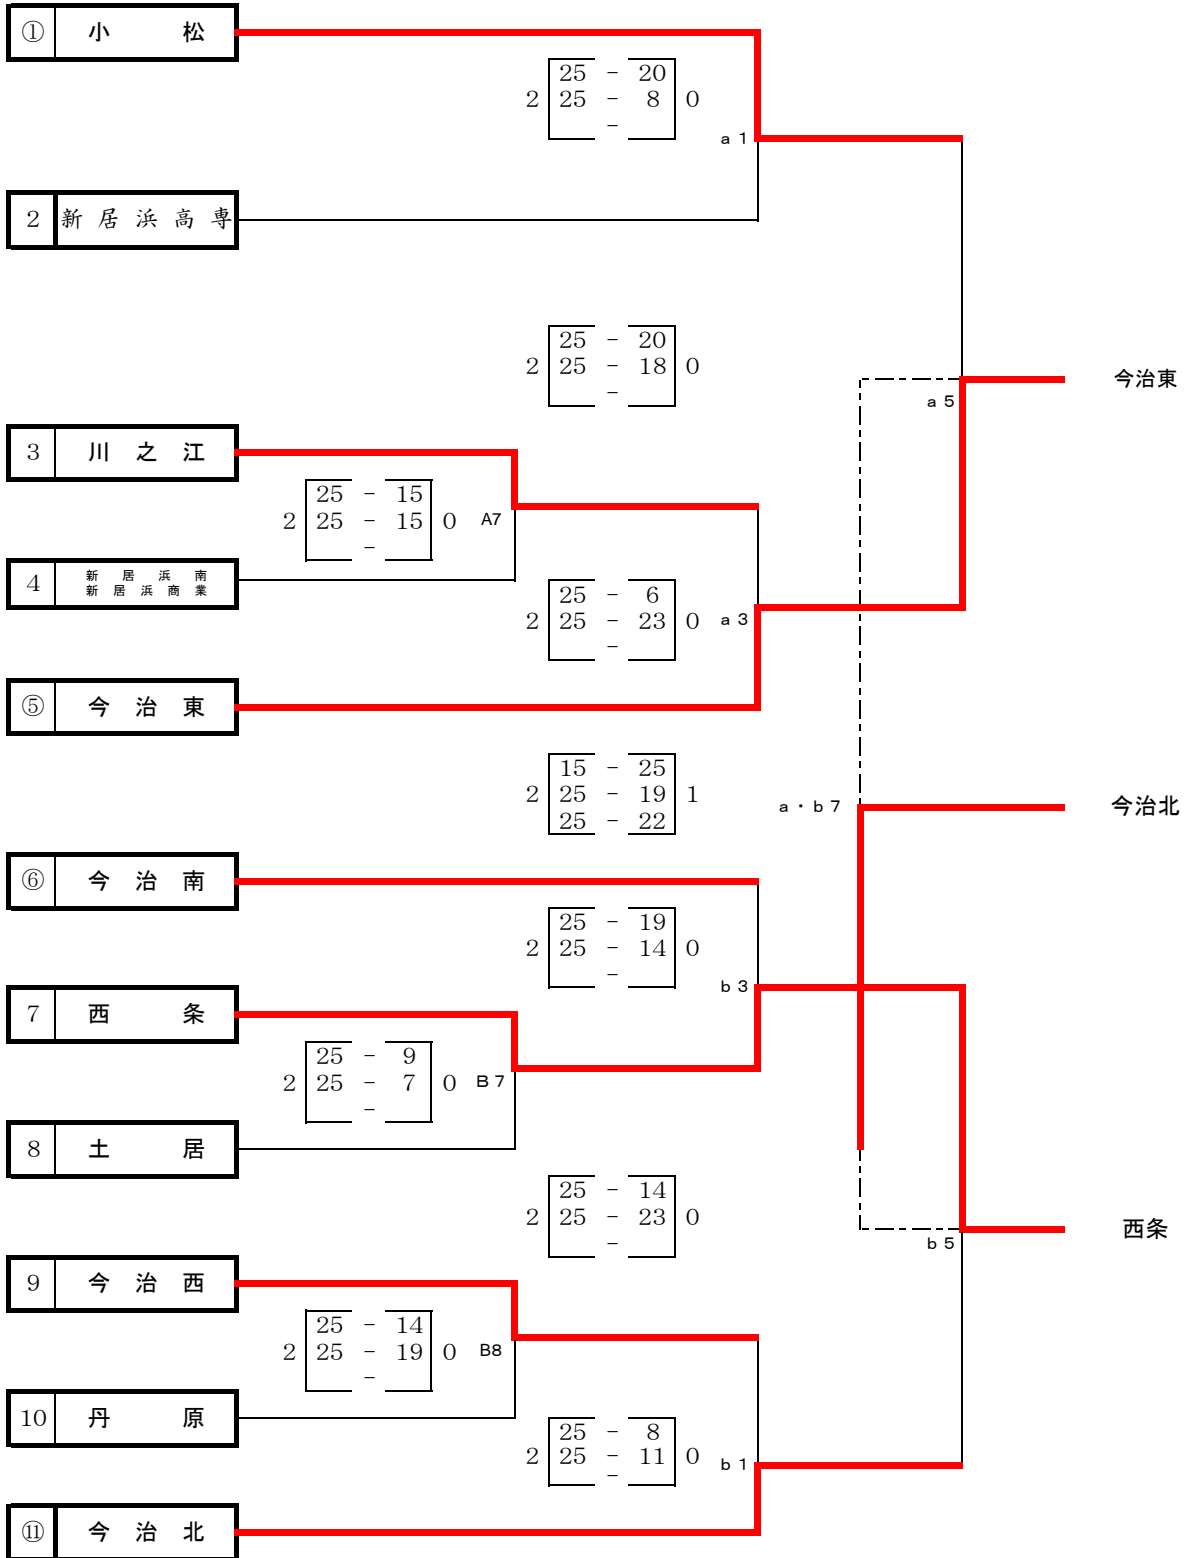 ① 小 松
25 - 20
2 25 - 8 0
-
a 1
2 新 居 浜 高 専
25 - 20
2 25 - 18 0
-
今治東
a 5
3 川 之 江
25 - 15
2 25 - 15 0 A7
-
4 新 居 浜 南
新 居 浜 商 業
25 - 6
2 25 - 23 0 a 3
-
⑤ 今 治 東
15 - 25
2 25 - 19 1
25 - 22
a ・ b 7
今治北
⑥ 今 治 南
25 - 19
2 25 - 14 0
-
b 3
7 西 条
25 - 9
2 25 - 7 0 B 7
-
8 土 居
25 - 14
2 25 - 23 0
-
西条
b 5
9 今 治 西
25 - 14
2 25 - 19 0 B8
-
10 丹 原
25 - 8
2 25 - 11 0 b 1
-
⑪ 今 治 北